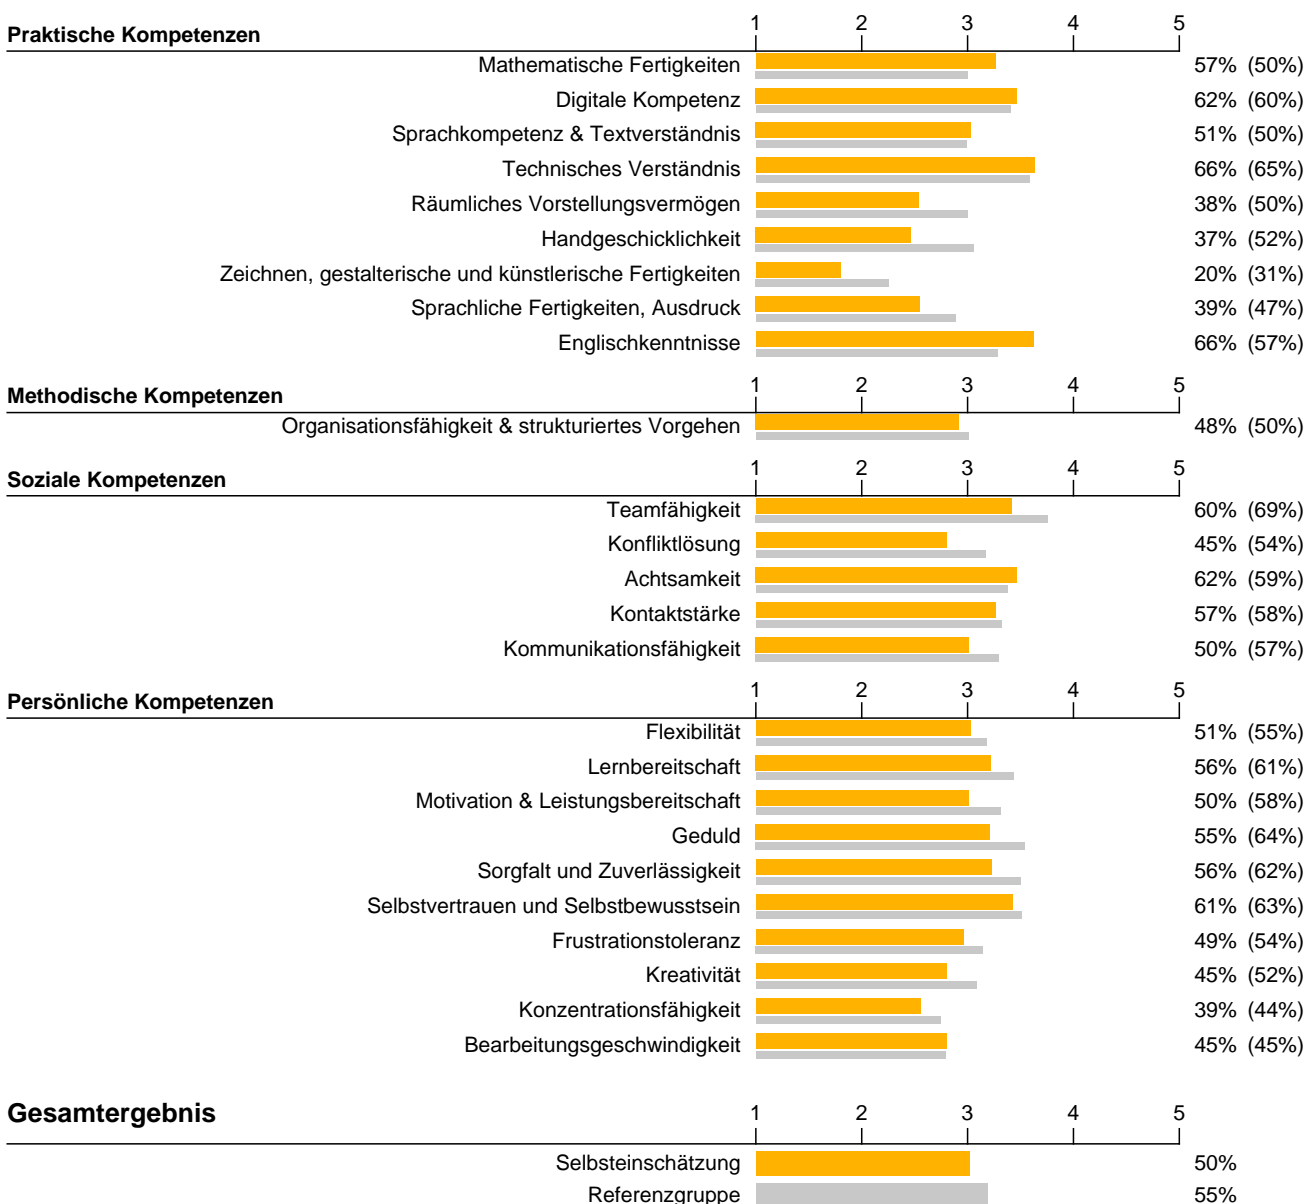 Praktische Kompetenzen 1 2 3 4 5
Mathematische Fertigkeiten 57% (50%)
Digitale Kompetenz 62% (60%)
Sprachkompetenz & Textverständnis 51% (50%)
Technisches Verständnis 66% (65%)
Räumliches Vorstellungsvermögen 38% (50%)
Handgeschicklichkeit 37% (52%)
Zeichnen, gestalterische und künstlerische Fertigkeiten 20% (31%)
Sprachliche Fertigkeiten, Ausdruck 39% (47%)
Englischkenntnisse 66% (57%)
Methodische Kompetenzen 1 2 3 4 5
Organisationsfähigkeit & strukturiertes Vorgehen 48% (50%)
Soziale Kompetenzen 1 2 3 4 5
Teamfähigkeit 60% (69%)
Konfliktlösung 45% (54%)
Achtsamkeit 62% (59%)
Kontaktstärke 57% (58%)
Kommunikationsfähigkeit 50% (57%)
Persönliche Kompetenzen 1 2 3 4 5
Flexibilität 51% (55%)
Lernbereitschaft 56% (61%)
Motivation & Leistungsbereitschaft 50% (58%)
Geduld 55% (64%)
Sorgfalt und Zuverlässigkeit 56% (62%)
Selbstvertrauen und Selbstbewusstsein 61% (63%)
Frustrationstoleranz 49% (54%)
Kreativität 45% (52%)
Konzentrationsfähigkeit 39% (44%)
Bearbeitungsgeschwindigkeit 45% (45%)
Gesamtergebnis 1 2 3 4 5
Selbsteinschätzung 50%
Referenzgruppe 55%